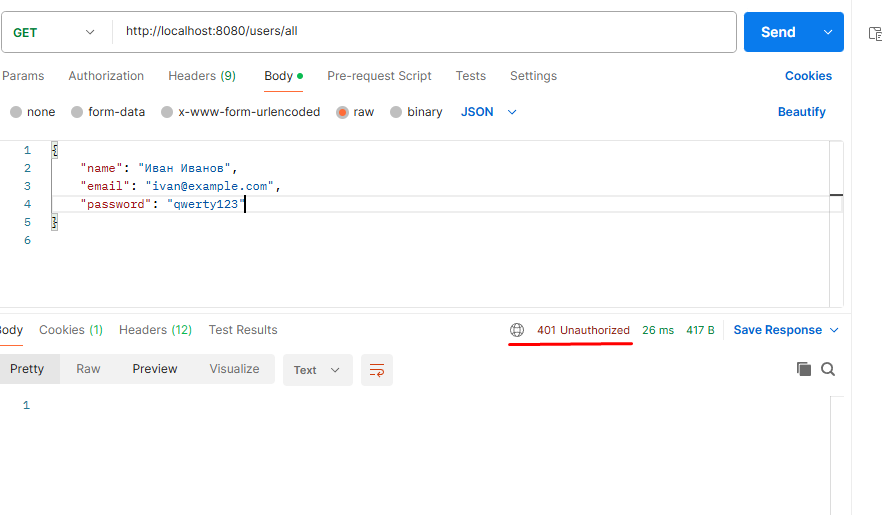 GET http://localhost:8080/users/all Send
Params Authorization Headers (9) Body Pre-request Script Tests Settings Cookies
none form-data x-www-form-urlencoded raw binary JSON Beautify
1 {
2 "name": "Иван Иванов",
3 "email": "ivan@example.com",
4 "password": "qwerty123"
5 }
6
Body Cookies (1) Headers (12) Test Results 401 Unauthorized 26 ms 417 B Save Response
Pretty Raw Preview Visualize Text
1